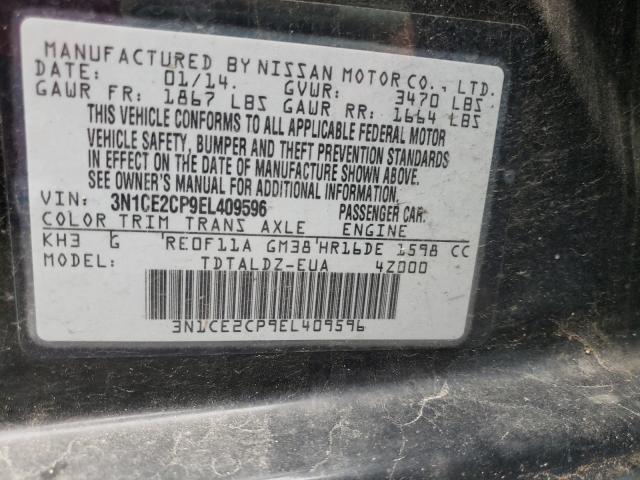 MANUFACTURED BY NISSAN MOTOR CO., LTD.
DATE: 01/14. GVWR: 3470 LBS
GAWR FR: 1867 LBS GAWR RR: 1664 LBS
THIS VEHICLE CONFORMS TO ALL APPLICABLE FEDERAL MOTOR
VEHICLE SAFETY, BUMPER AND THEFT PREVENTION STANDARDS
IN EFFECT ON THE DATE OF MANUFACTURE SHOWN ABOVE.
SEE OWNER'S MANUAL FOR ADDITIONAL INFORMATION.
VIN: 3N1CE2CP9EL409596 PASSENGER CAR.
COLOR TRIM TRANS AXLE ENGINE
KH3 G RE0F11A GM38 HR16DE 1598 CC
MODEL: TDTALDZ-EUA 4Z000
3N1CE2CP9EL409596